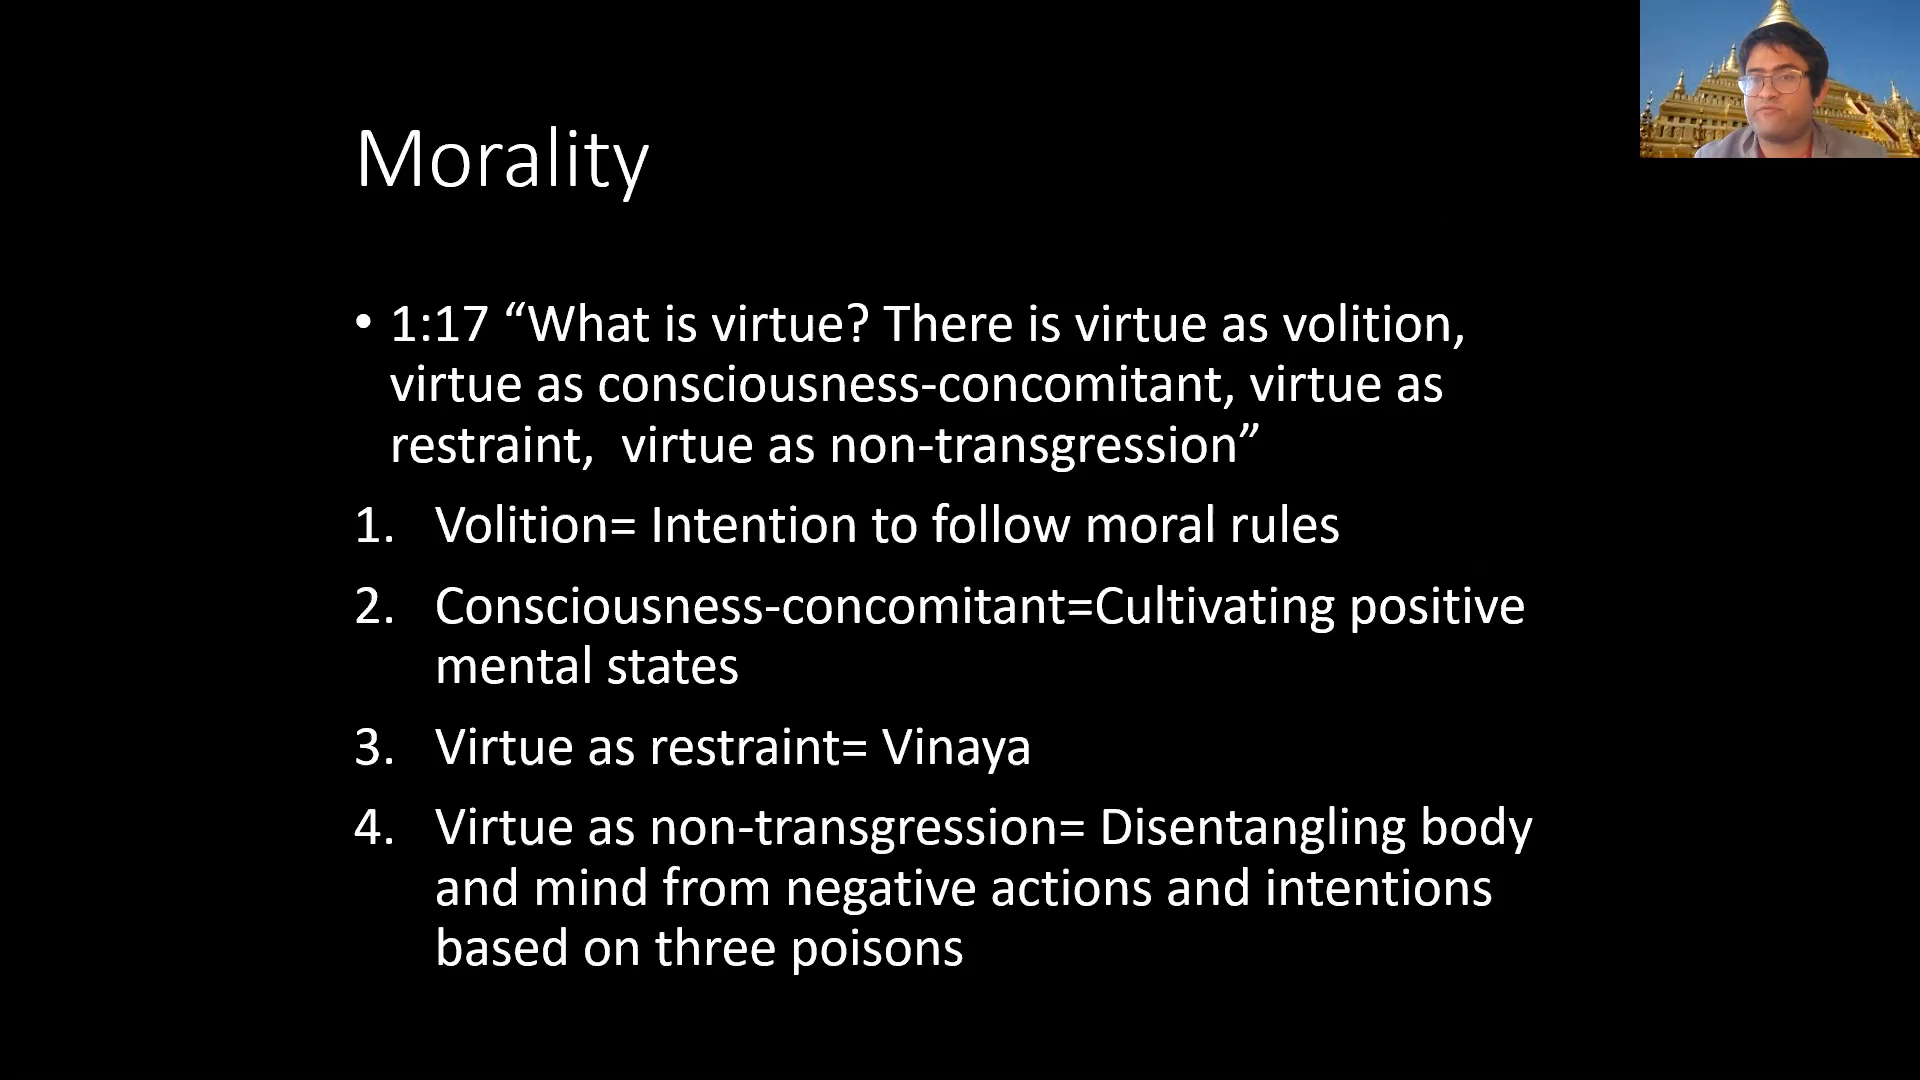 Morality
• 1:17 “What is virtue? There is virtue as volition,
virtue as consciousness-concomitant, virtue as
restraint,  virtue as non-transgression”
1. Volition= Intention to follow moral rules
2. Consciousness-concomitant=Cultivating positive
mental states
3. Virtue as restraint= Vinaya
4. Virtue as non-transgression= Disentangling body
and mind from negative actions and intentions
based on three poisons